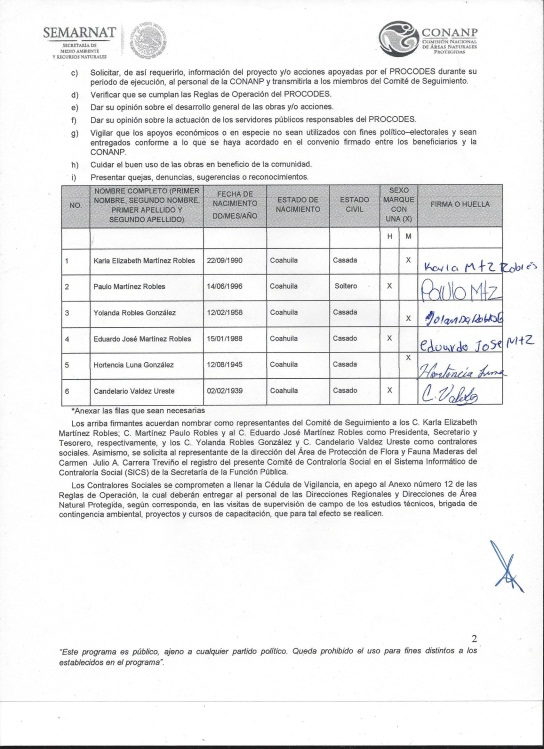 SEMARNAT
SECRETARÍA DE
MEDIO AMBIENTE
Y RECURSOS NATURALES
CONANP
COMISIÓN NACIONAL
DE ÁREAS NATURALES
PROTEGIDAS
c) Solicitar, de así requerirlo, información del proyecto y/o acciones apoyadas por el PROCODES durante su
periodo de ejecución, al personal de la CONANP y transmitirla a los miembros del Comité de Seguimiento.
d) Verificar que se cumplan las Reglas de Operación del PROCODES.
e) Dar su opinión sobre el desarrollo general de las obras y/o acciones.
f) Dar su opinión sobre la actuación de los servidores públicos responsables del PROCODES.
g) Vigilar que los apoyos económicos o en especie no sean utilizados con fines político–electorales y sean
entregados conforme a lo que se haya acordado en el convenio firmado entre los beneficiarios y la
CONANP.
h) Cuidar el buen uso de las obras en beneficio de la comunidad.
i) Presentar quejas, denuncias, sugerencias o reconocimientos.
NO. NOMBRE COMPLETO (PRIMER NOMBRE, SEGUNDO NOMBRE, PRIMER APELLIDO Y SEGUNDO APELLIDO) FECHA DE NACIMIENTO DD/MES/AÑO ESTADO DE NACIMIENTO ESTADO CIVIL SEXO MARQUE CON UNA (X) FIRMA O HUELLA
H M
1 Karla Elizabeth Martínez Robles 22/09/1990 Coahuila Casada X Karla Mtz Robles
2 Paulo Martínez Robles 14/06/1996 Coahuila Soltero X Paulo Mtz
3 Yolanda Robles González 12/02/1958 Coahuila Casada X Yolanda Robles G
4 Eduardo José Martínez Robles 15/01/1988 Coahuila Casado X Eduardo Jose Mtz
5 Hortencia Luna González 12/08/1945 Coahuila Casada X Hortencia Luna
6 Candelario Valdez Ureste 02/02/1939 Coahuila Casado X C. Valdez
*Anexar las filas que sean necesarias
Los arriba firmantes acuerdan nombrar como representantes del Comité de Seguimiento a los C. Karla Elizabeth
Martínez Robles; C. Martínez Paulo Robles y al C. Eduardo José Martínez Robles como Presidenta, Secretario y
Tesorero, respectivamente, y los C. Yolanda Robles González y C. Candelario Valdez Ureste como contralores
sociales. Asimismo, se solicita al representante de la dirección del Área de Protección de Flora y Fauna Maderas del
Carmen Julio A. Carrera Treviño el registro del presente Comité de Contraloría Social en el Sistema Informático de
Contraloría Social (SICS) de la Secretaría de la Función Pública.
Los Contralores Sociales se comprometen a llenar la Cédula de Vigilancia, en apego al Anexo número 12 de las
Reglas de Operación, la cual deberán entregar al personal de las Direcciones Regionales y Direcciones de Área
Natural Protegida, según corresponda, en las visitas de supervisión de campo de los estudios técnicos, brigada de
contingencia ambiental, proyectos y cursos de capacitación, que para tal efecto se realicen.
2
"Este programa es público, ajeno a cualquier partido político. Queda prohibido el uso para fines distintos a los
establecidos en el programa".